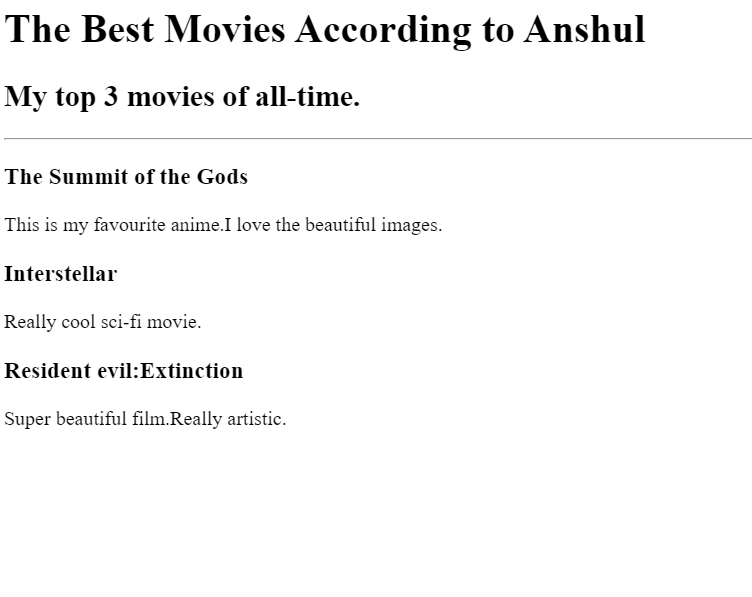 The Best Movies According to Anshul
My top 3 movies of all-time.
The Summit of the Gods
This is my favourite anime.I love the beautiful images.
Interstellar
Really cool sci-fi movie.
Resident evil:Extinction
Super beautiful film.Really artistic.